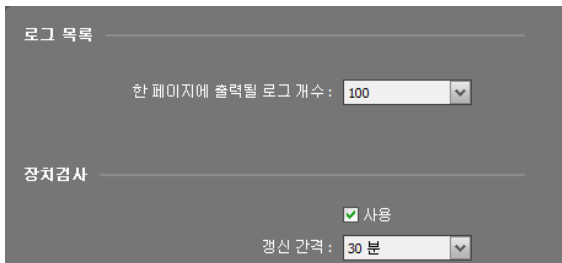 로그 목록
한 페이지에 출력될 로그 개수 : 100
장치검사
사용
갱신 간격 : 30 분